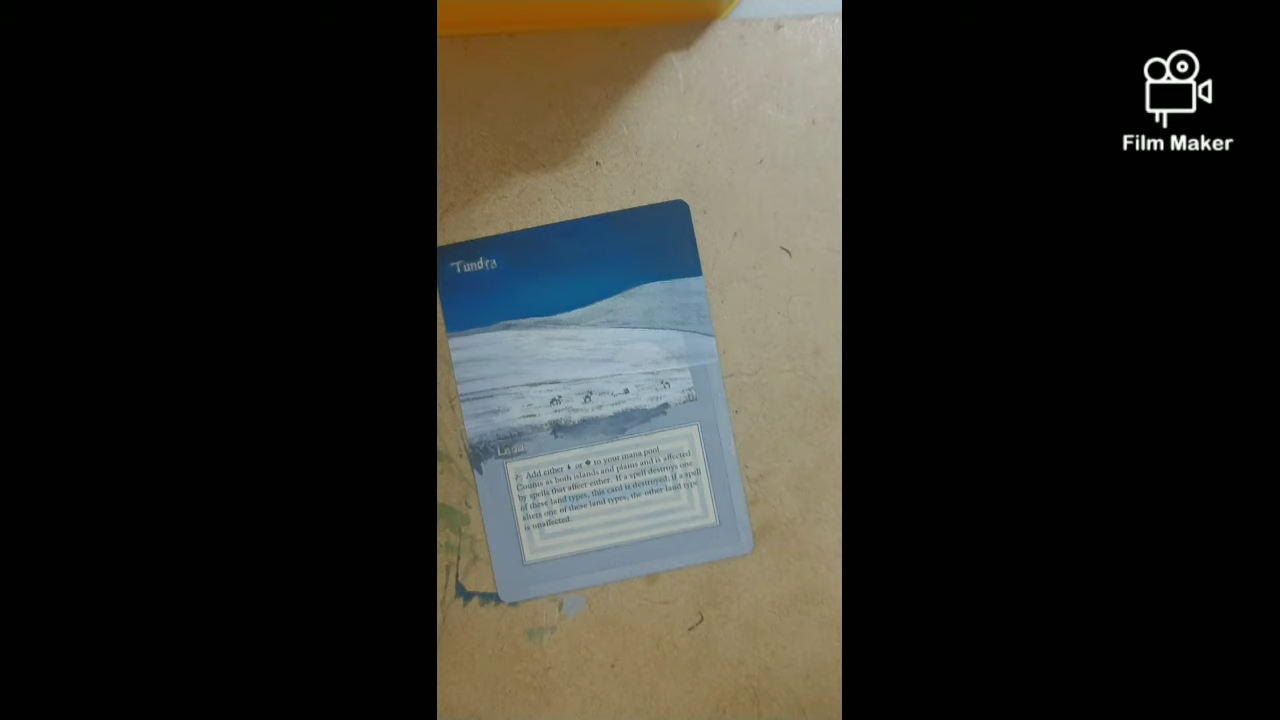 Film Maker
Tundra
Land
: Add either or to your mana pool.
Counts as both islands and plains and is affected
by spells that affect either. If a spell destroys one
of these land types, this card is destroyed; if a spell
alters one of these land types, the other land type
is unaffected.